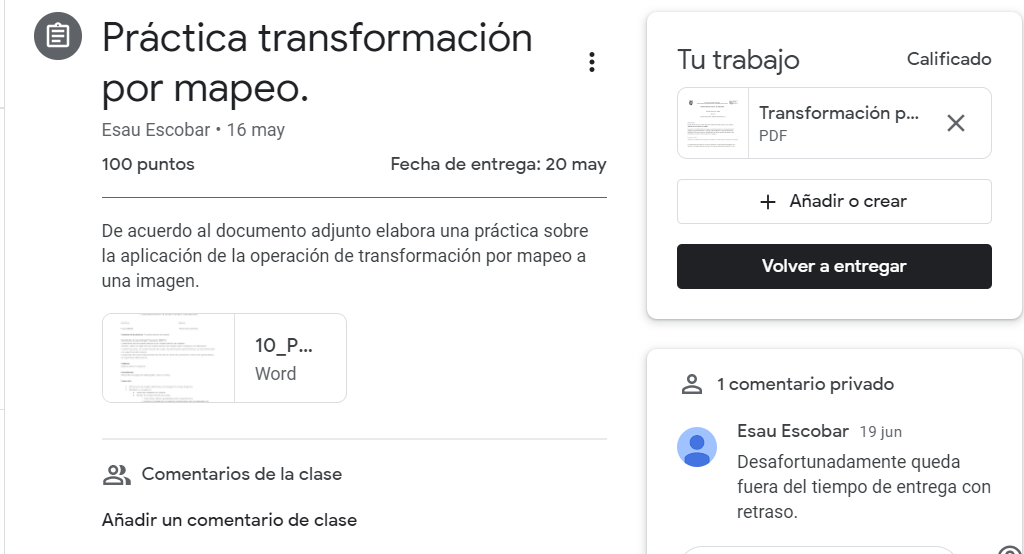 Práctica transformación
por mapeo.
Esau Escobar • 16 may
100 puntos
Fecha de entrega: 20 may
De acuerdo al documento adjunto elabora una práctica sobre
la aplicación de la operación de transformación por mapeo a
una imagen.
10_P...
Word
Comentarios de la clase
Añadir un comentario de clase
Tu trabajo
Calificado
Transformación p...
PDF
+ Añadir o crear
Volver a entregar
1 comentario privado
Esau Escobar 19 jun
Desafortunadamente queda
fuera del tiempo de entrega con
retraso.